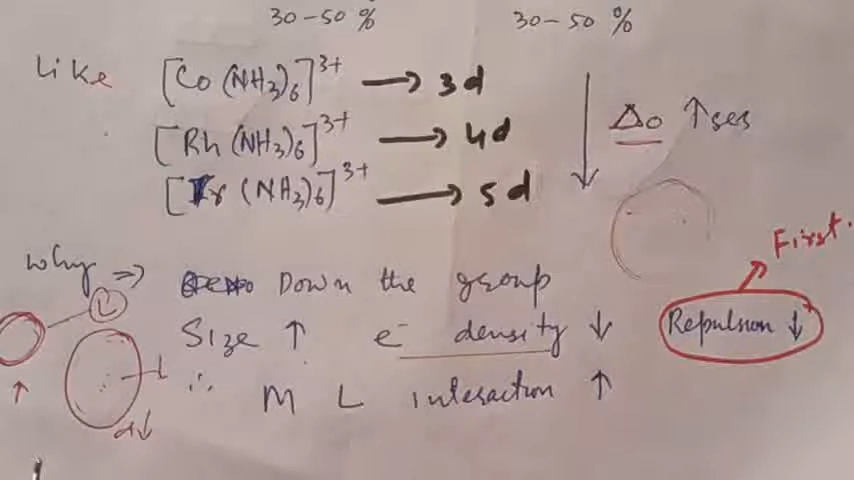 30-50 % 30-50 %
Like [Co(NH3)6]3+ → 3d
[Rh(NH3)6]3+ → 4d
[Ir(NH3)6]3+ → 5d
Δo ↑ses
First.
why ⇒ Down the group
Size ↑ e- density ↓
Repulsion ↓
∴ M L interaction ↑
L
L
d↓
↑